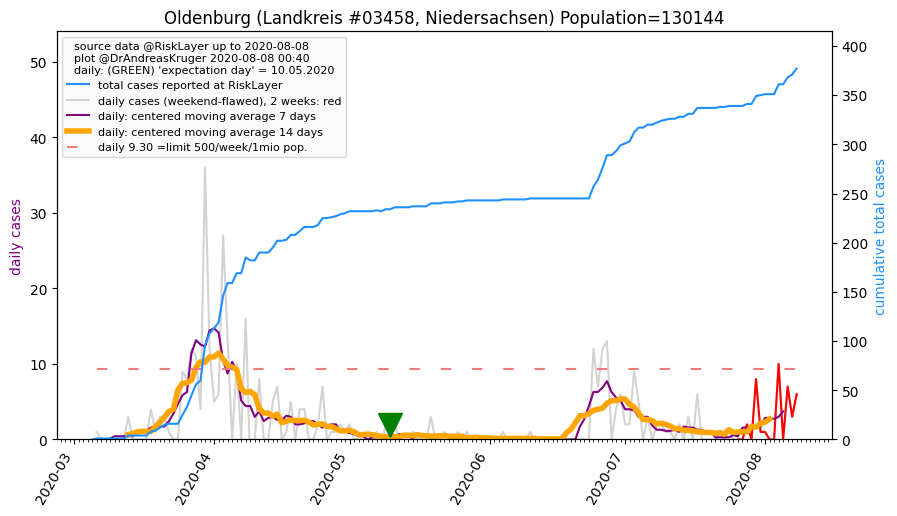 Oldenburg (Landkreis #03458, Niedersachsen) Population=130144
source data @RiskLayer up to 2020-08-08
plot @DrAndreasKruger 2020-08-08 00:40
daily: (GREEN) 'expectation day' = 10.05.2020
total cases reported at RiskLayer
daily cases (weekend-flawed), 2 weeks: red
daily: centered moving average 7 days
daily: centered moving average 14 days
daily 9.30 =limit 500/week/1mio pop.
daily cases
50
40
30
20
10
0
400
350
300
250
200
150
100
50
0
cumulative total cases
2020-03
2020-04
2020-05
2020-06
2020-07
2020-08